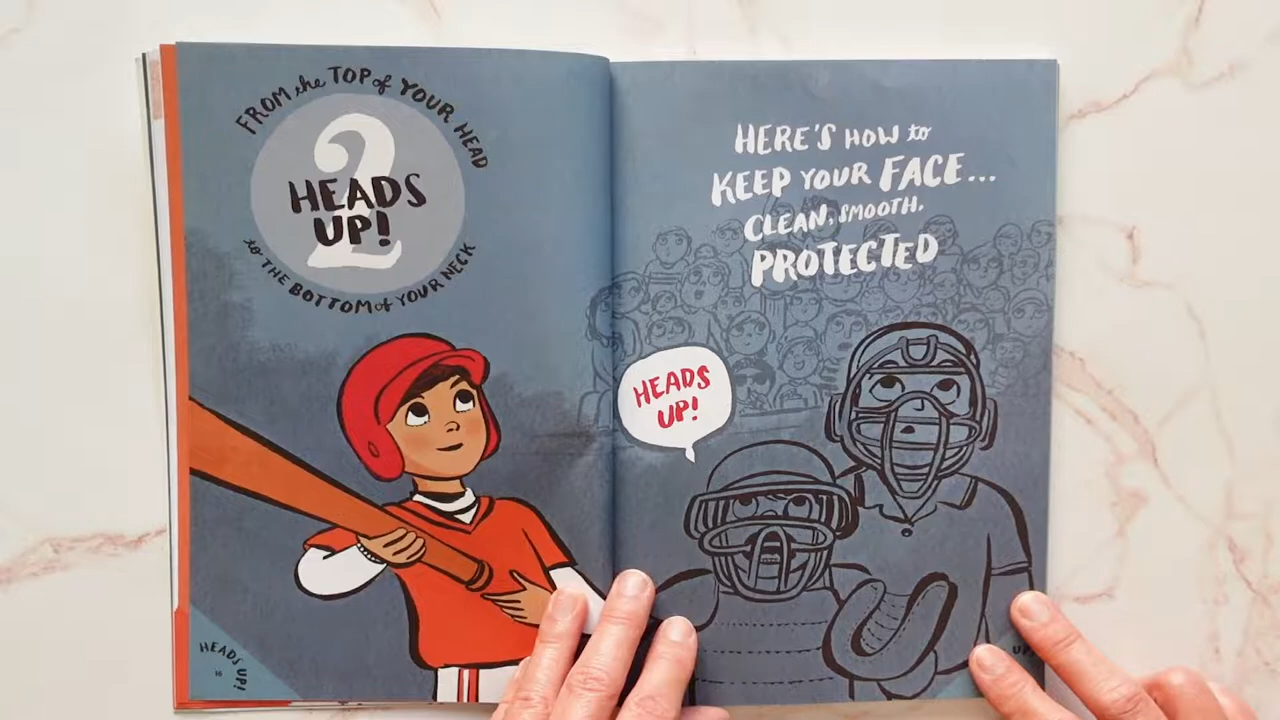 FROM the TOP of YOUR HEAD
2
HEADS
UP!
to THE BOTTOM of YOUR NECK
HEADS UP!
16
HERE'S HOW to
KEEP YOUR FACE...
CLEAN, SMOOTH.
PROTECTED
HEADS
UP!